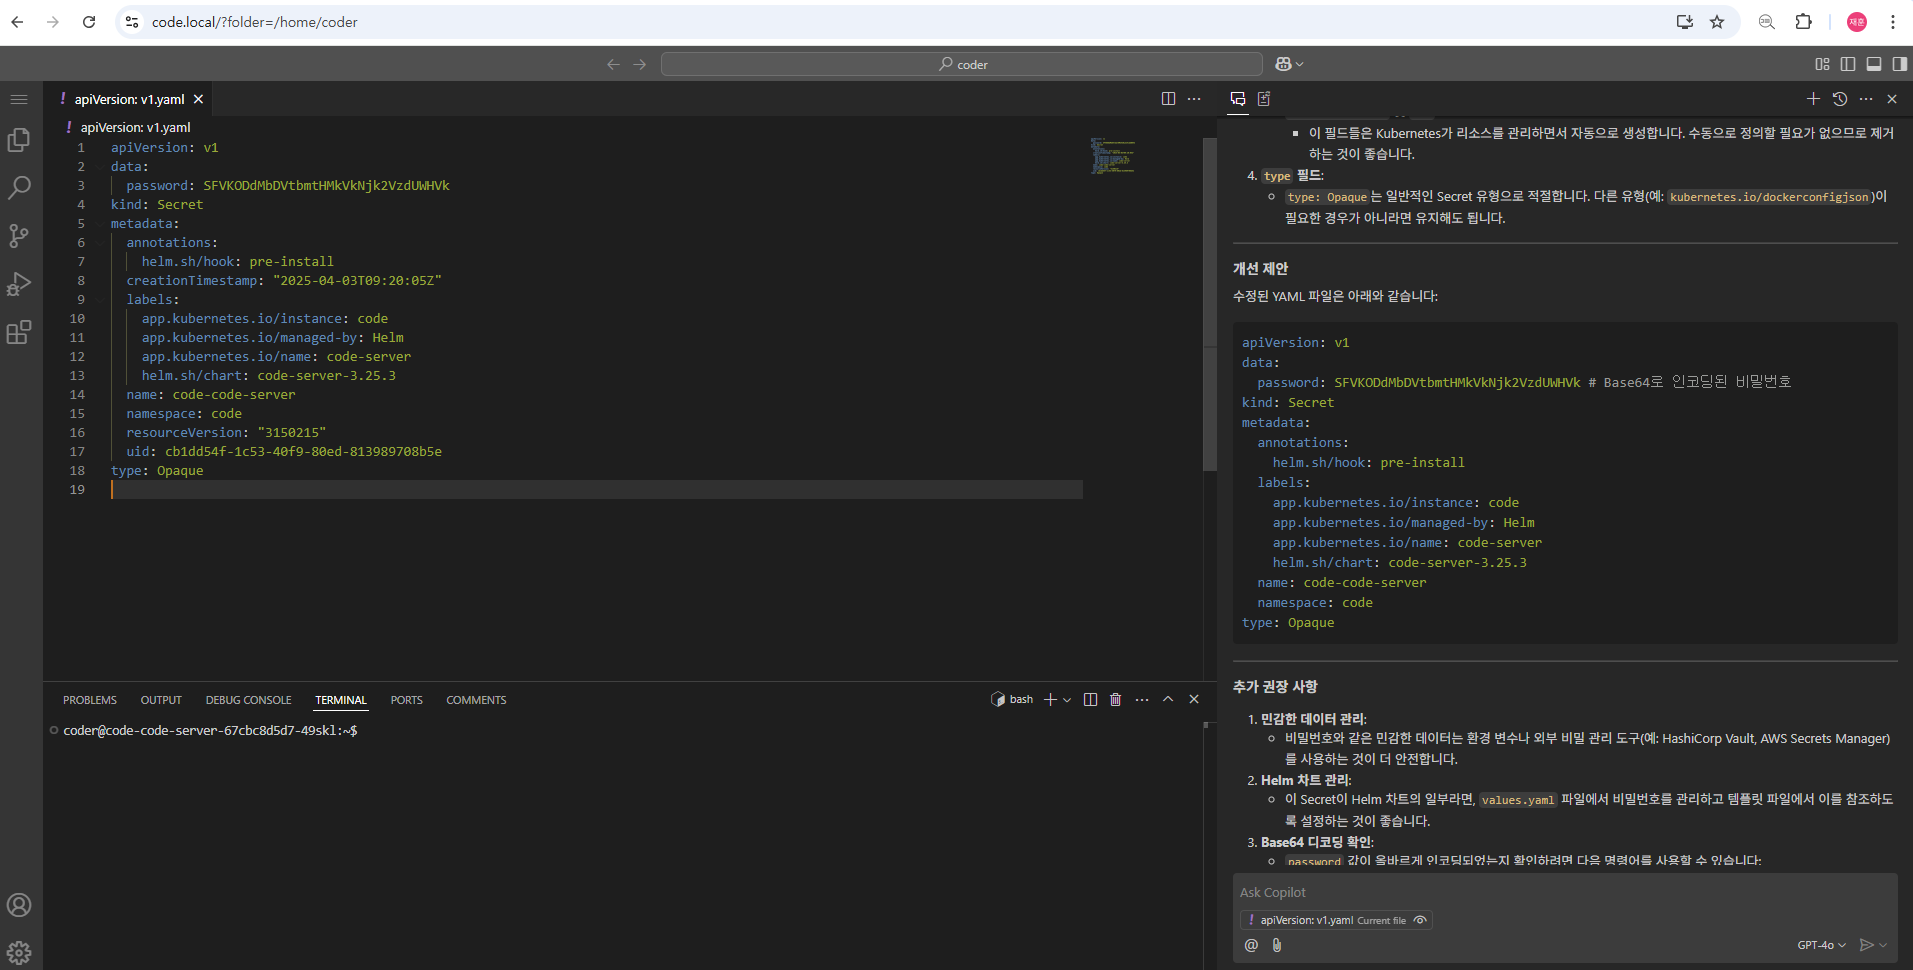 code.local/?folder=/home/coder
재훈
coder
apiVersion: v1.yaml
apiVersion: v1.yaml
1 apiVersion: v1
2 data:
3 password: SFVKODdMbDVtbmtHMkVkNjk2VzdUWHVk
4 kind: Secret
5 metadata:
6 annotations:
7 helm.sh/hook: pre-install
8 creationTimestamp: "2025-04-03T09:20:05Z"
9 labels:
10 app.kubernetes.io/instance: code
11 app.kubernetes.io/managed-by: Helm
12 app.kubernetes.io/name: code-server
13 helm.sh/chart: code-server-3.25.3
14 name: code-code-server
15 namespace: code
16 resourceVersion: "3150215"
17 uid: cb1dd54f-1c53-40f9-80ed-813989708b5e
18 type: Opaque
19
PROBLEMS OUTPUT DEBUG CONSOLE TERMINAL PORTS COMMENTS
bash
coder@code-code-server-67cbc8d5d7-49skl:~$
이 필드들은 Kubernetes가 리소스를 관리하면서 자동으로 생성합니다. 수동으로 정의할 필요가 없으므로 제거
하는 것이 좋습니다.
4. type 필드:
type: Opaque는 일반적인 Secret 유형으로 적절합니다. 다른 유형(예: kubernetes.io/dockerconfigjson)이
필요한 경우가 아니라면 유지해도 됩니다.
개선 제안
수정된 YAML 파일은 아래와 같습니다:
apiVersion: v1
data:
password: SFVKODdMbDVtbmtHMkVkNjk2VzdUWHVk # Base64로 인코딩된 비밀번호
kind: Secret
metadata:
annotations:
helm.sh/hook: pre-install
labels:
app.kubernetes.io/instance: code
app.kubernetes.io/managed-by: Helm
app.kubernetes.io/name: code-server
helm.sh/chart: code-server-3.25.3
name: code-code-server
namespace: code
type: Opaque
추가 권장 사항
1. 민감한 데이터 관리:
비밀번호와 같은 민감한 데이터는 환경 변수나 외부 비밀 관리 도구(예: HashiCorp Vault, AWS Secrets Manager)
를 사용하는 것이 더 안전합니다.
2. Helm 차트 관리:
이 Secret이 Helm 차트의 일부라면, values.yaml 파일에서 비밀번호를 관리하고 템플릿 파일에서 이를 참조하도
록 설정하는 것이 좋습니다.
3. Base64 디코딩 확인:
password 값이 올바르게 인코딩되었는지 확인하려면 다음 명령어를 사용할 수 있습니다:
Ask Copilot
apiVersion: v1.yaml Current file
GPT-4o